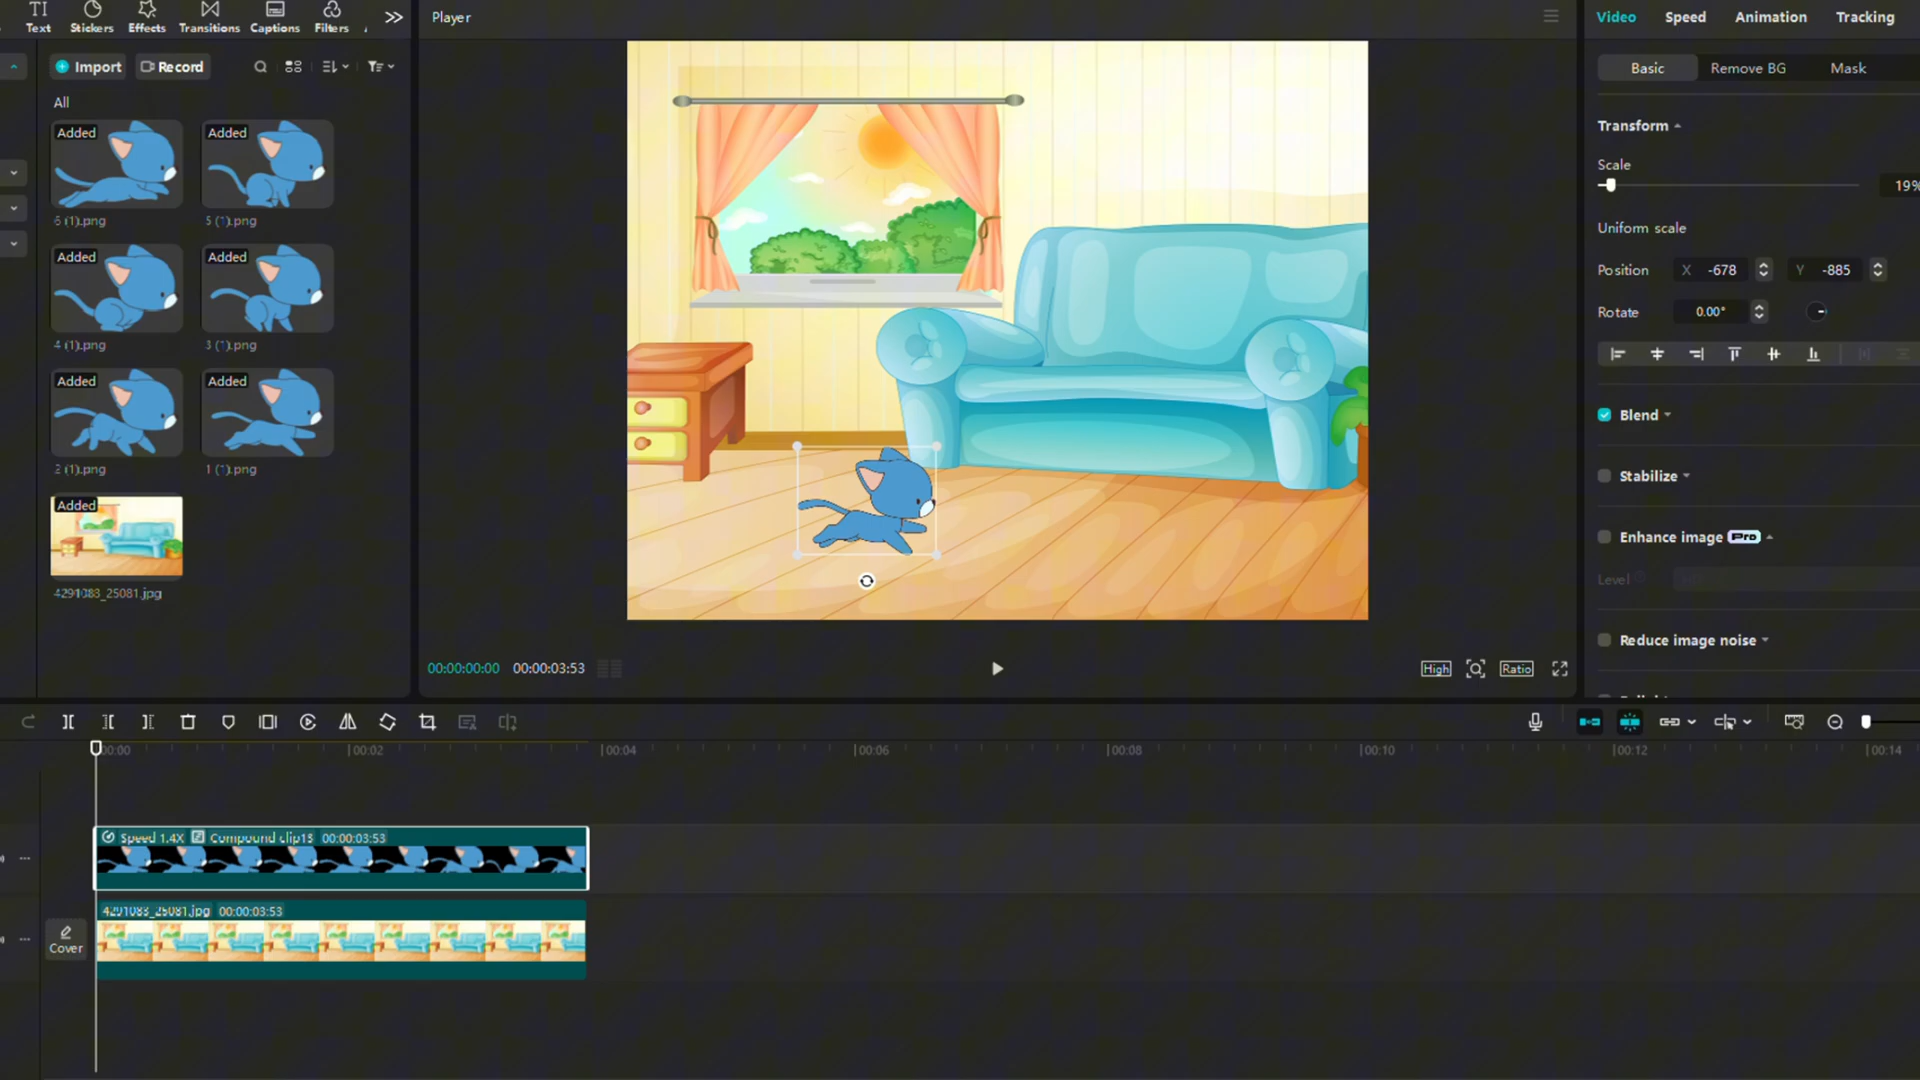 Text
Stickers
Effects
Transitions
Captions
Filters
Import
Record
All
Added
Added
6 (1).png
5 (1).png
Added
Added
4 (1).png
3 (1).png
Added
Added
2 (1).png
1 (1).png
Added
4291083_25081.jpg
Player
00:00:00:00 00:00:03:53
High
Ratio
Video Speed Animation Tracking
Basic Remove BG Mask
Transform
Scale
19%
Uniform scale
Position X -678 Y -885
Rotate 0.00°
Blend
Stabilize
Enhance image Pro
Level
Reduce image noise
00:00 00:02 00:04 00:06 00:08 00:10 00:12 00:14
Speed 1.4X Compound clip1 00:00:03:53
4291083_25081.jpg 00:00:03:53
Cover